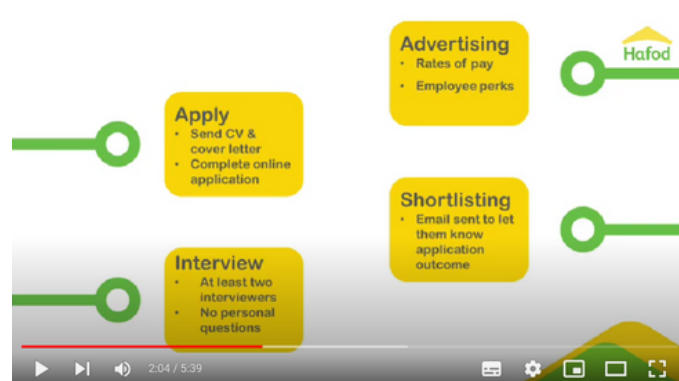 Advertising
• Rates of pay
• Employee perks
Hafod
Apply
• Send CV &
cover letter
• Complete online
application
Shortlisting
• Email sent to let
them know
application
outcome
Interview
• At least two
interviewers
• No personal
questions
2:04 / 5:39